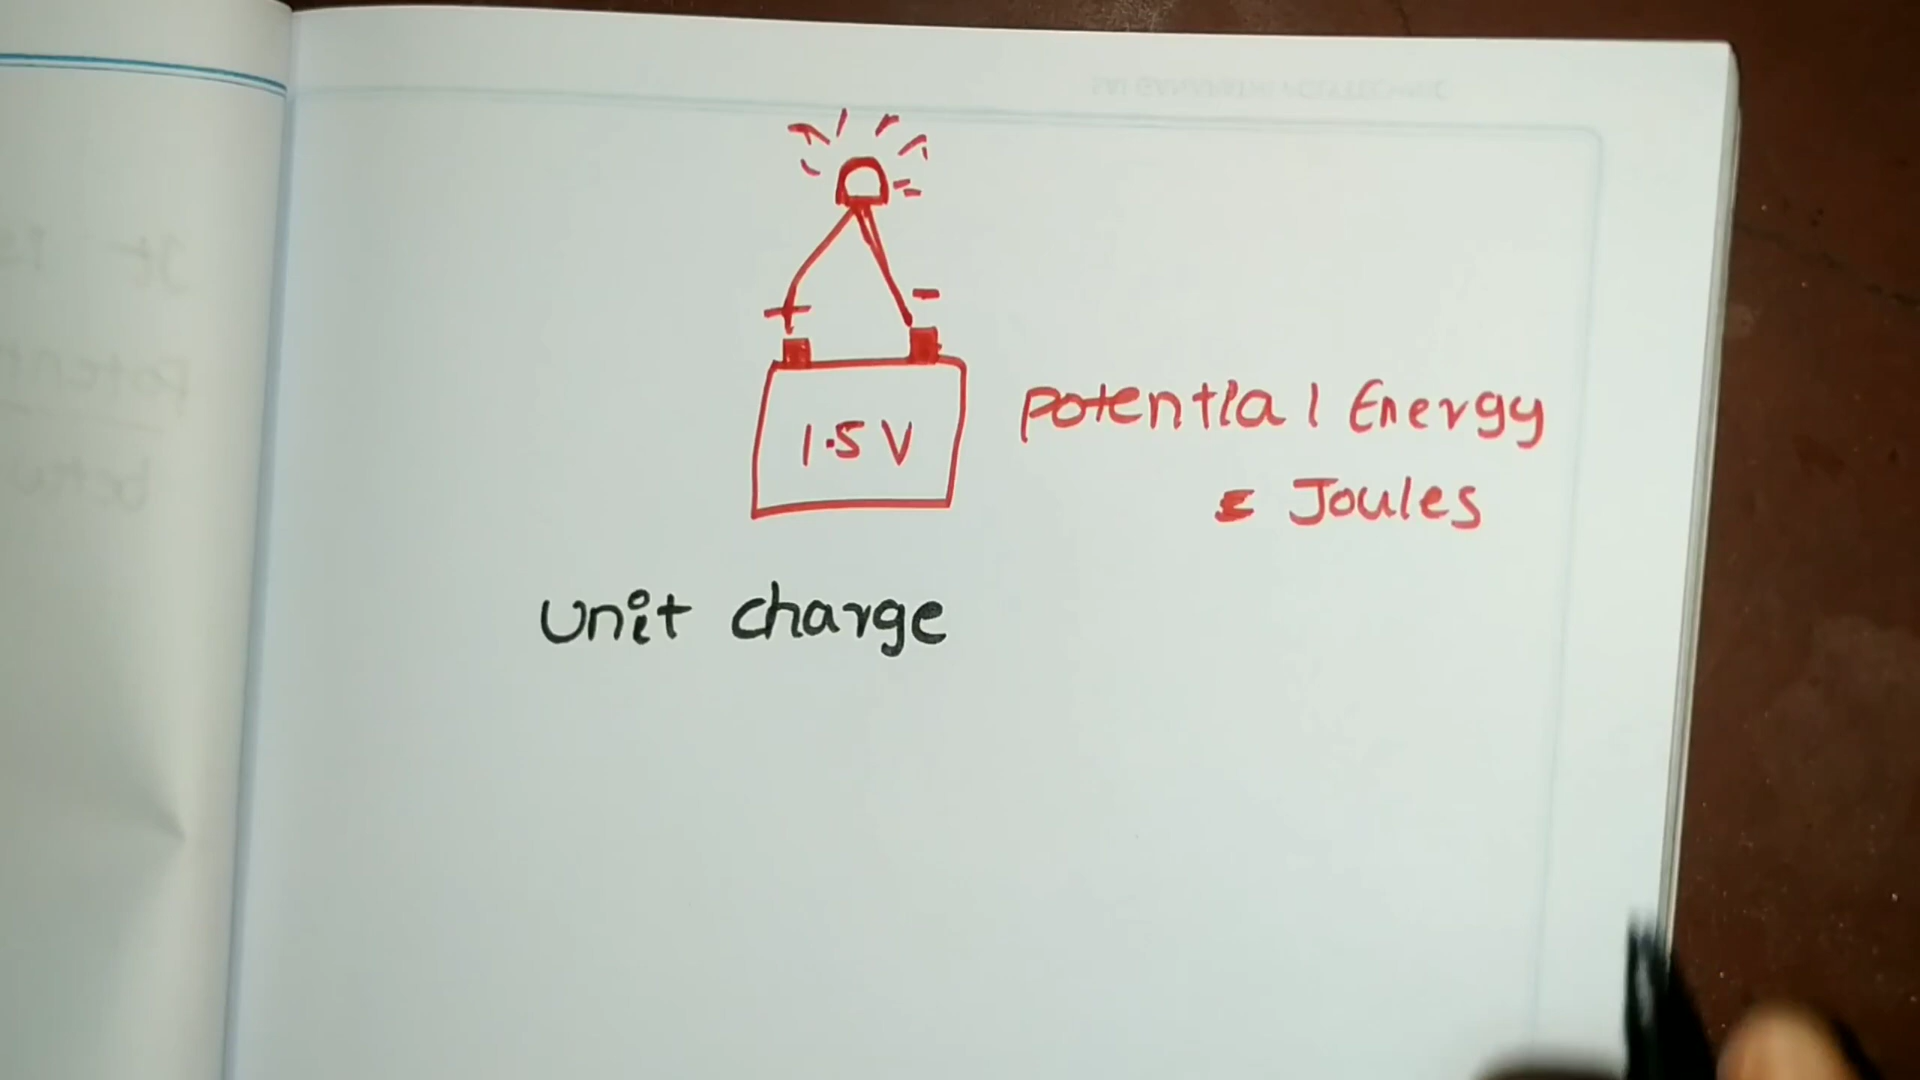 + -
1.5 V
Potential Energy
= Joules
Unit charge